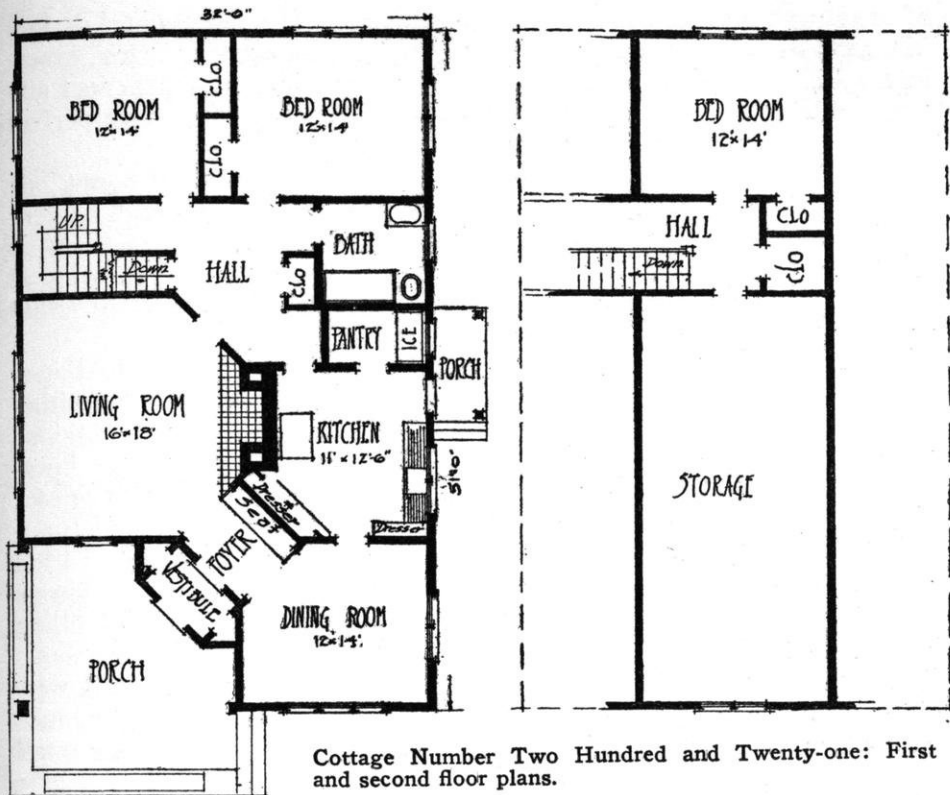 32'-0"
BED ROOM
12'x14'
CLO.
CLO.
BED ROOM
12'x14'
UP.
Down
HALL
BATH
CLO
PANTRY
ICE
PORCH
LIVING ROOM
16'x18'
KITCHEN
11' x 12'-6"
51'-0"
Dresser
Seat
Dresser
FOYER
VESTIBULE
DINING ROOM
12'x14'
PORCH
BED ROOM
12'x14'
HALL
CLO
CLO
Down
STORAGE
Cottage Number Two Hundred and Twenty-one: First
and second floor plans.